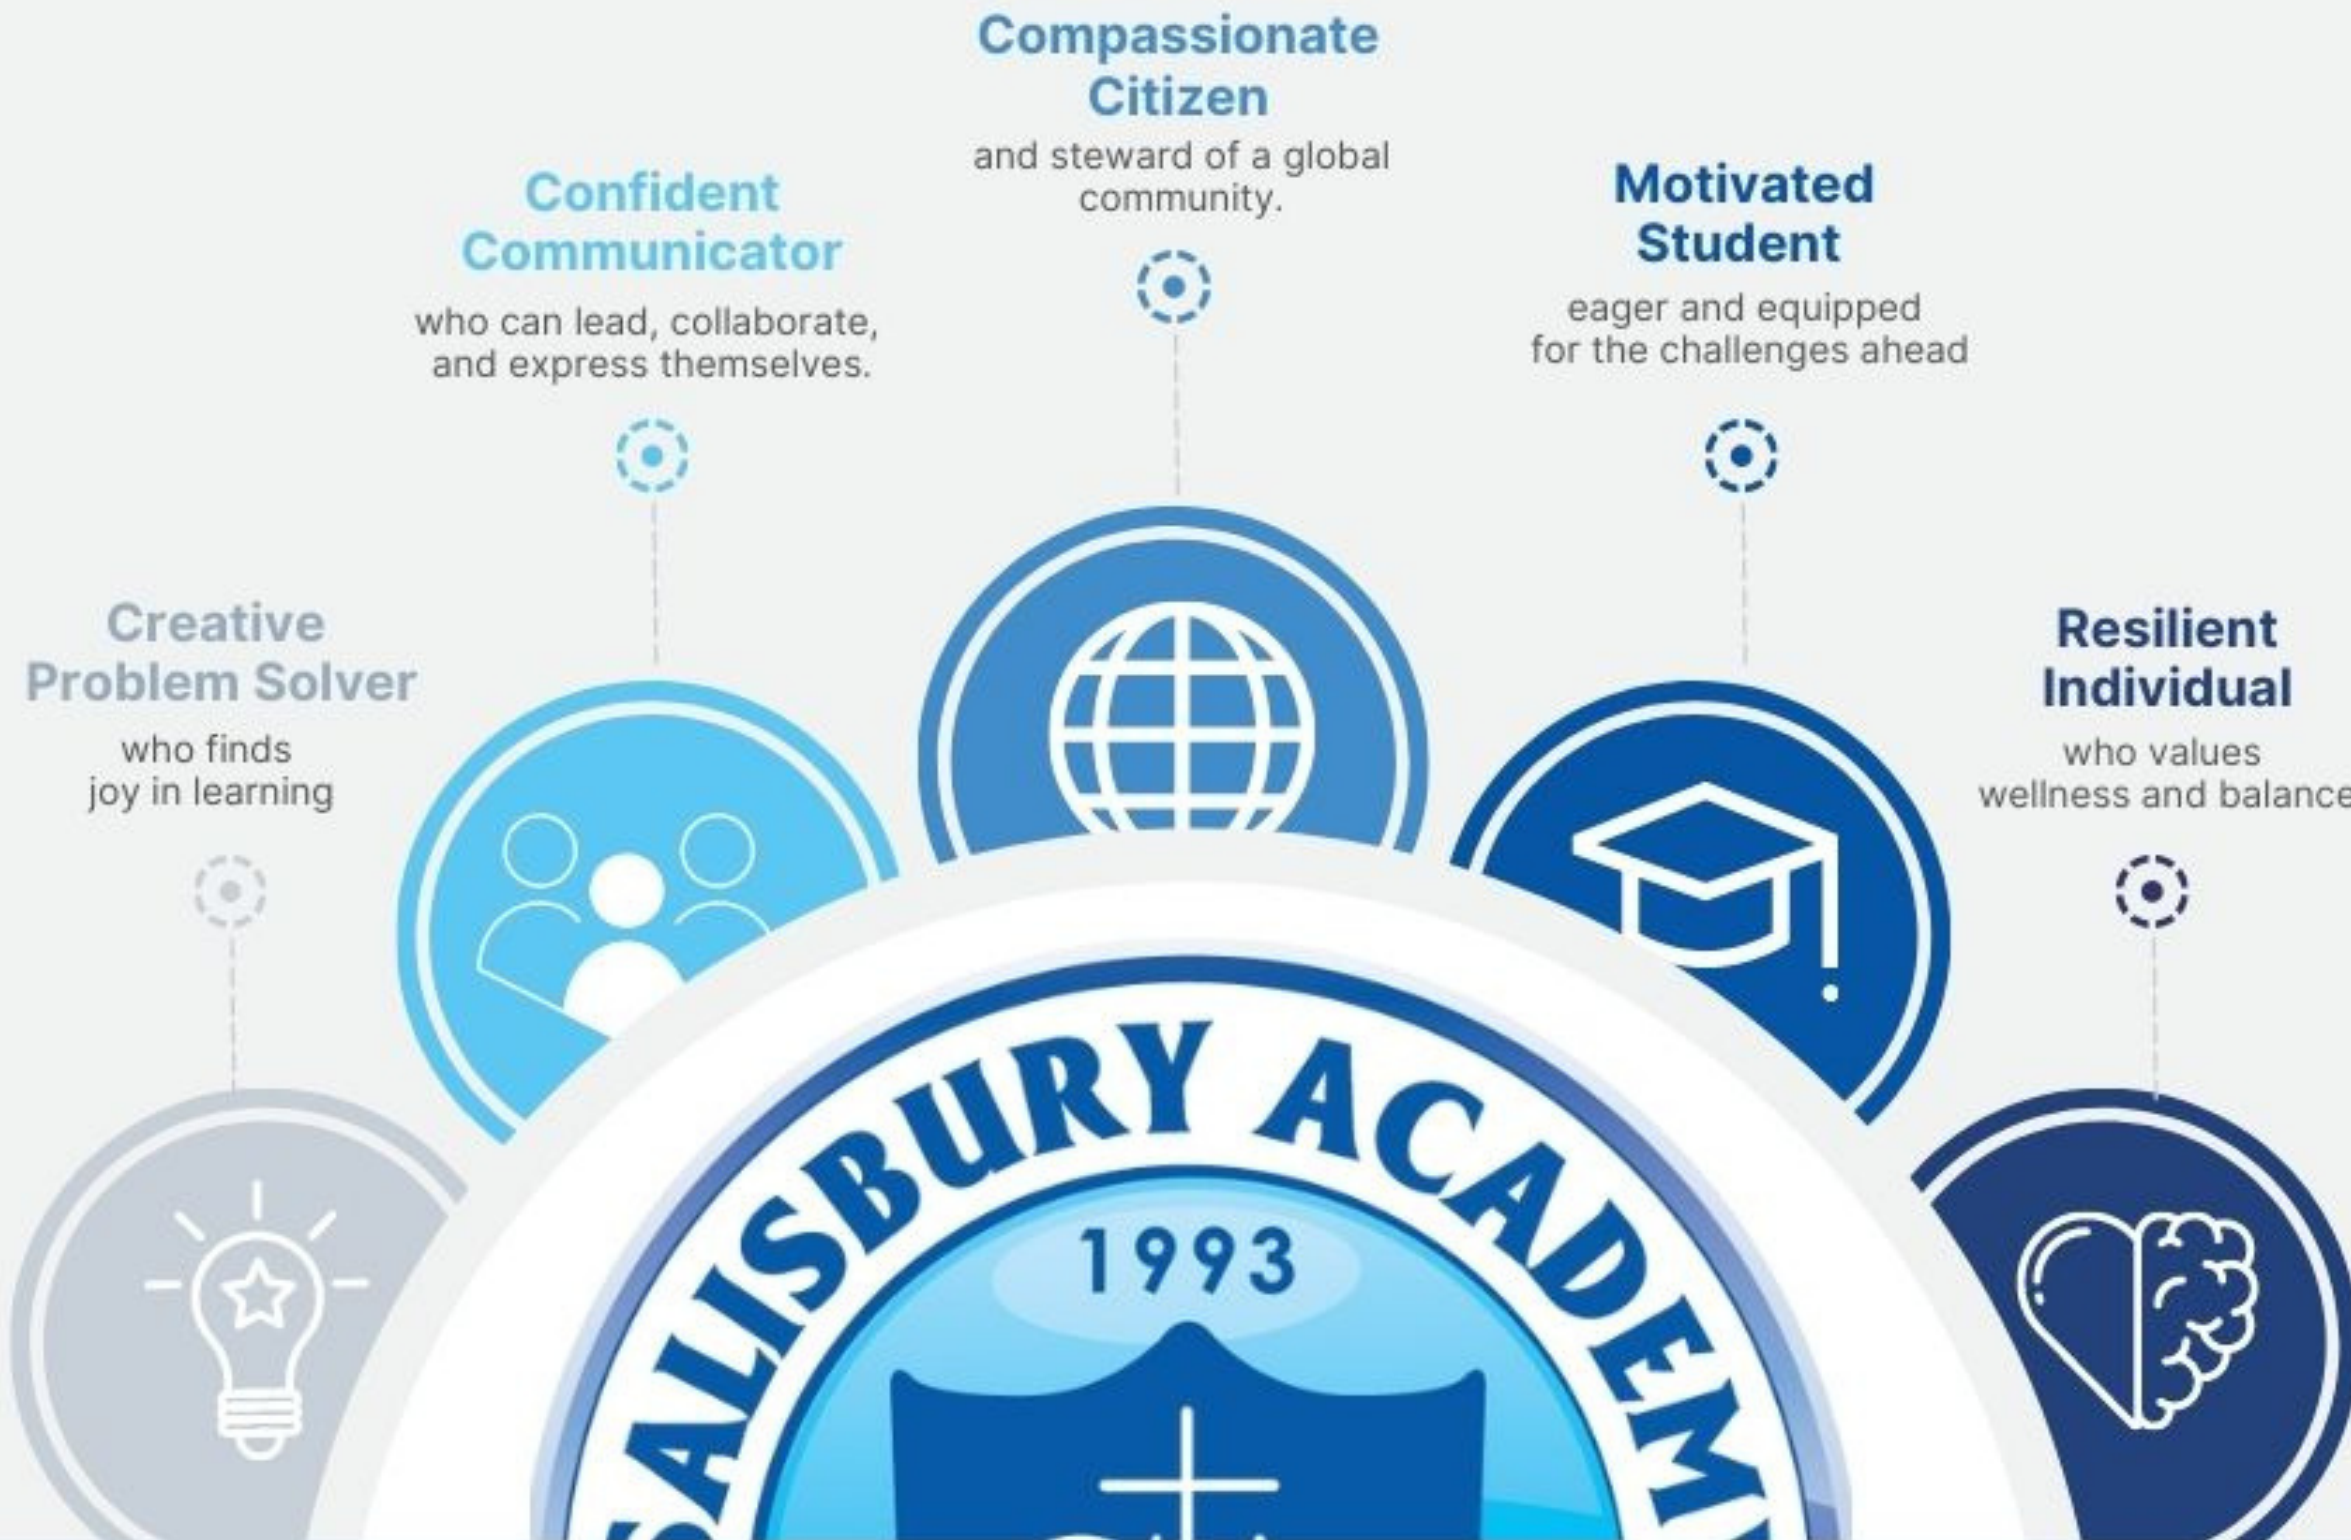 Compassionate
Citizen
and steward of a global
community.
Confident
Communicator
who can lead, collaborate,
and express themselves.
Motivated
Student
eager and equipped
for the challenges ahead
Creative
Problem Solver
who finds
joy in learning
Resilient
Individual
who values
wellness and balance
SALISBURY ACADEMY
1993